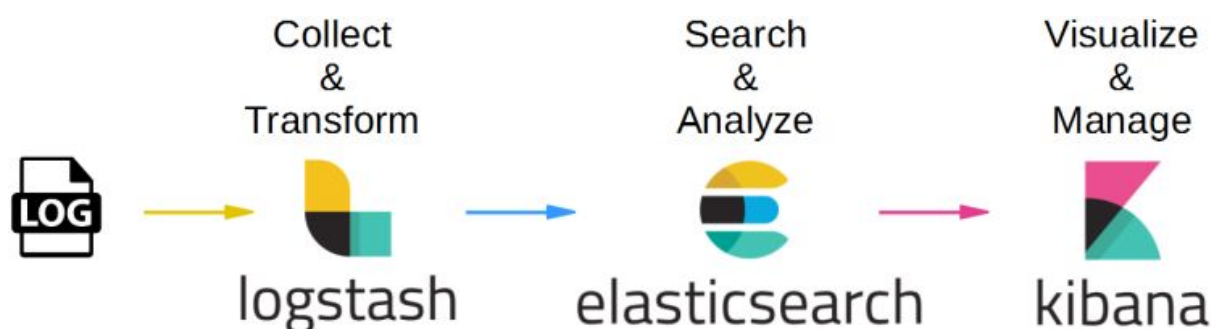 Collect
&
Transform
Search
&
Analyze
Visualize
&
Manage
LOG
logstash
elasticsearch
kibana